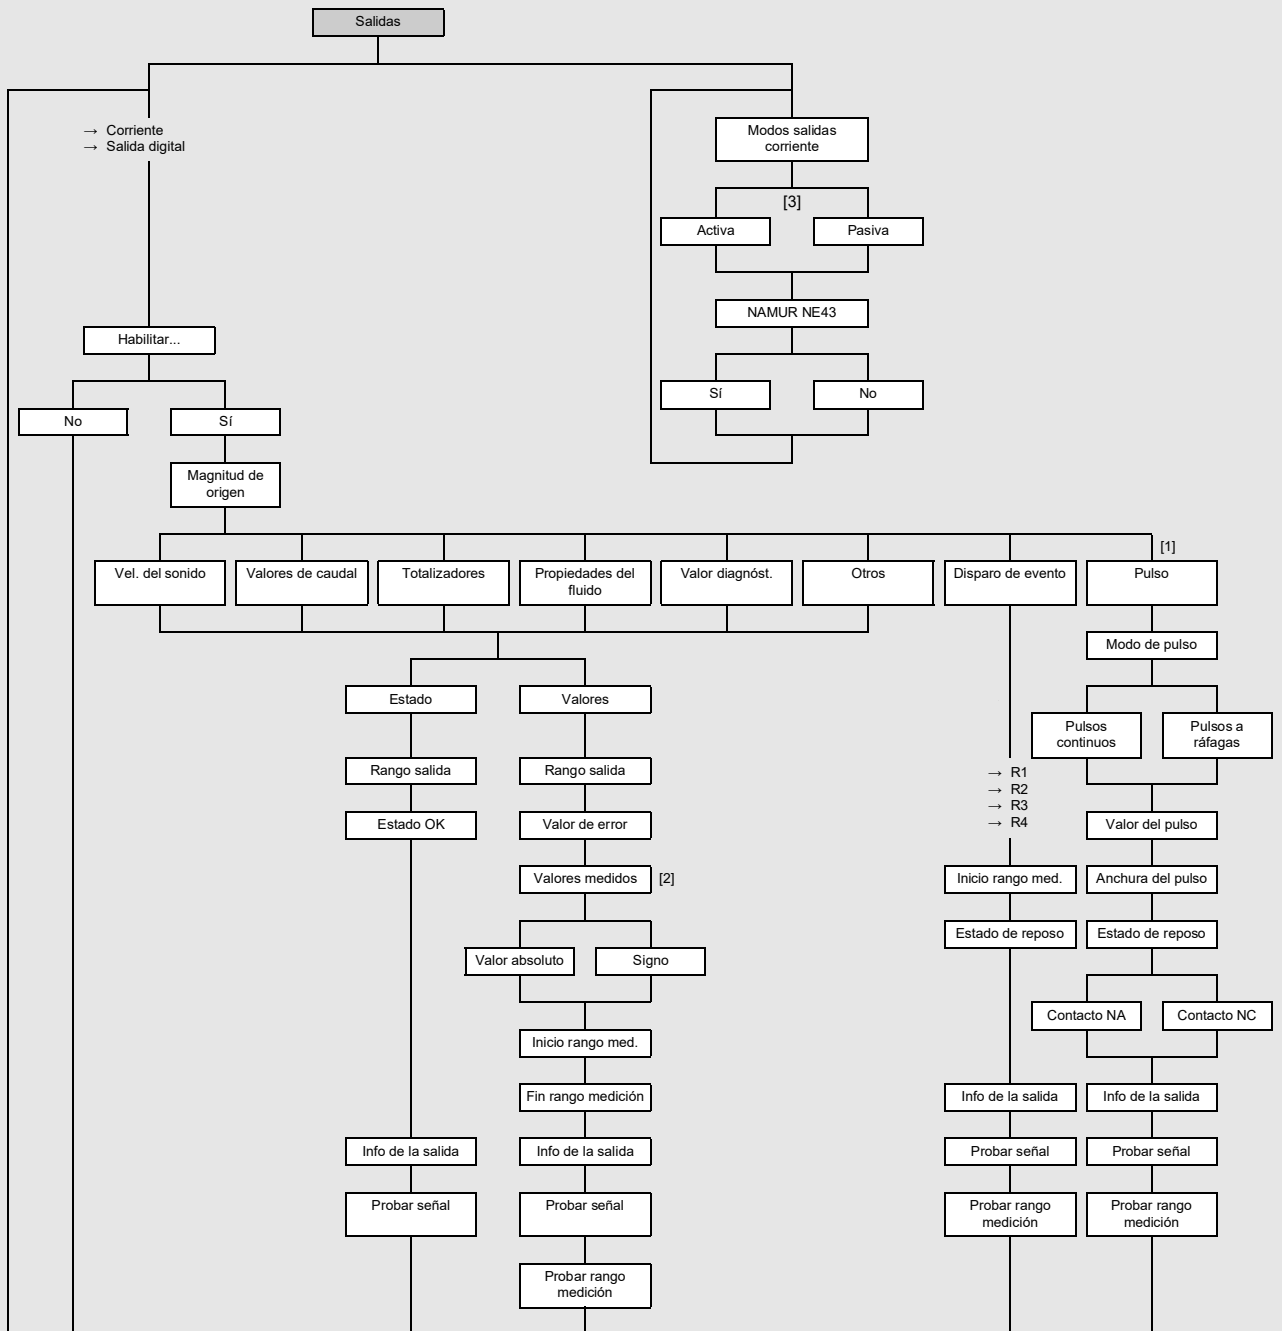 Salidas
→ Corriente
→ Salida digital
Modos salidas
corriente
[3]
Activa
Pasiva
NAMUR NE43
Habilitar...
Sí
No
No
Sí
Magnitud de
origen
[1]
Vel. del sonido
Valores de caudal
Totalizadores
Propiedades del
fluido
Valor diagnóst.
Otros
Disparo de evento
Pulso
Modo de pulso
Estado
Valores
Pulsos
continuos
Pulsos a
ráfagas
Rango salida
Rango salida
→ R1
→ R2
→ R3
→ R4
Estado OK
Valor de error
Valor del pulso
Valores medidos
[2]
Inicio rango med.
Anchura del pulso
Estado de reposo
Estado de reposo
Valor absoluto
Signo
Contacto NA
Contacto NC
Inicio rango med.
Fin rango medición
Info de la salida
Info de la salida
Info de la salida
Info de la salida
Probar señal
Probar señal
Probar señal
Probar señal
Probar rango
medición
Probar rango
medición
Probar rango
medición